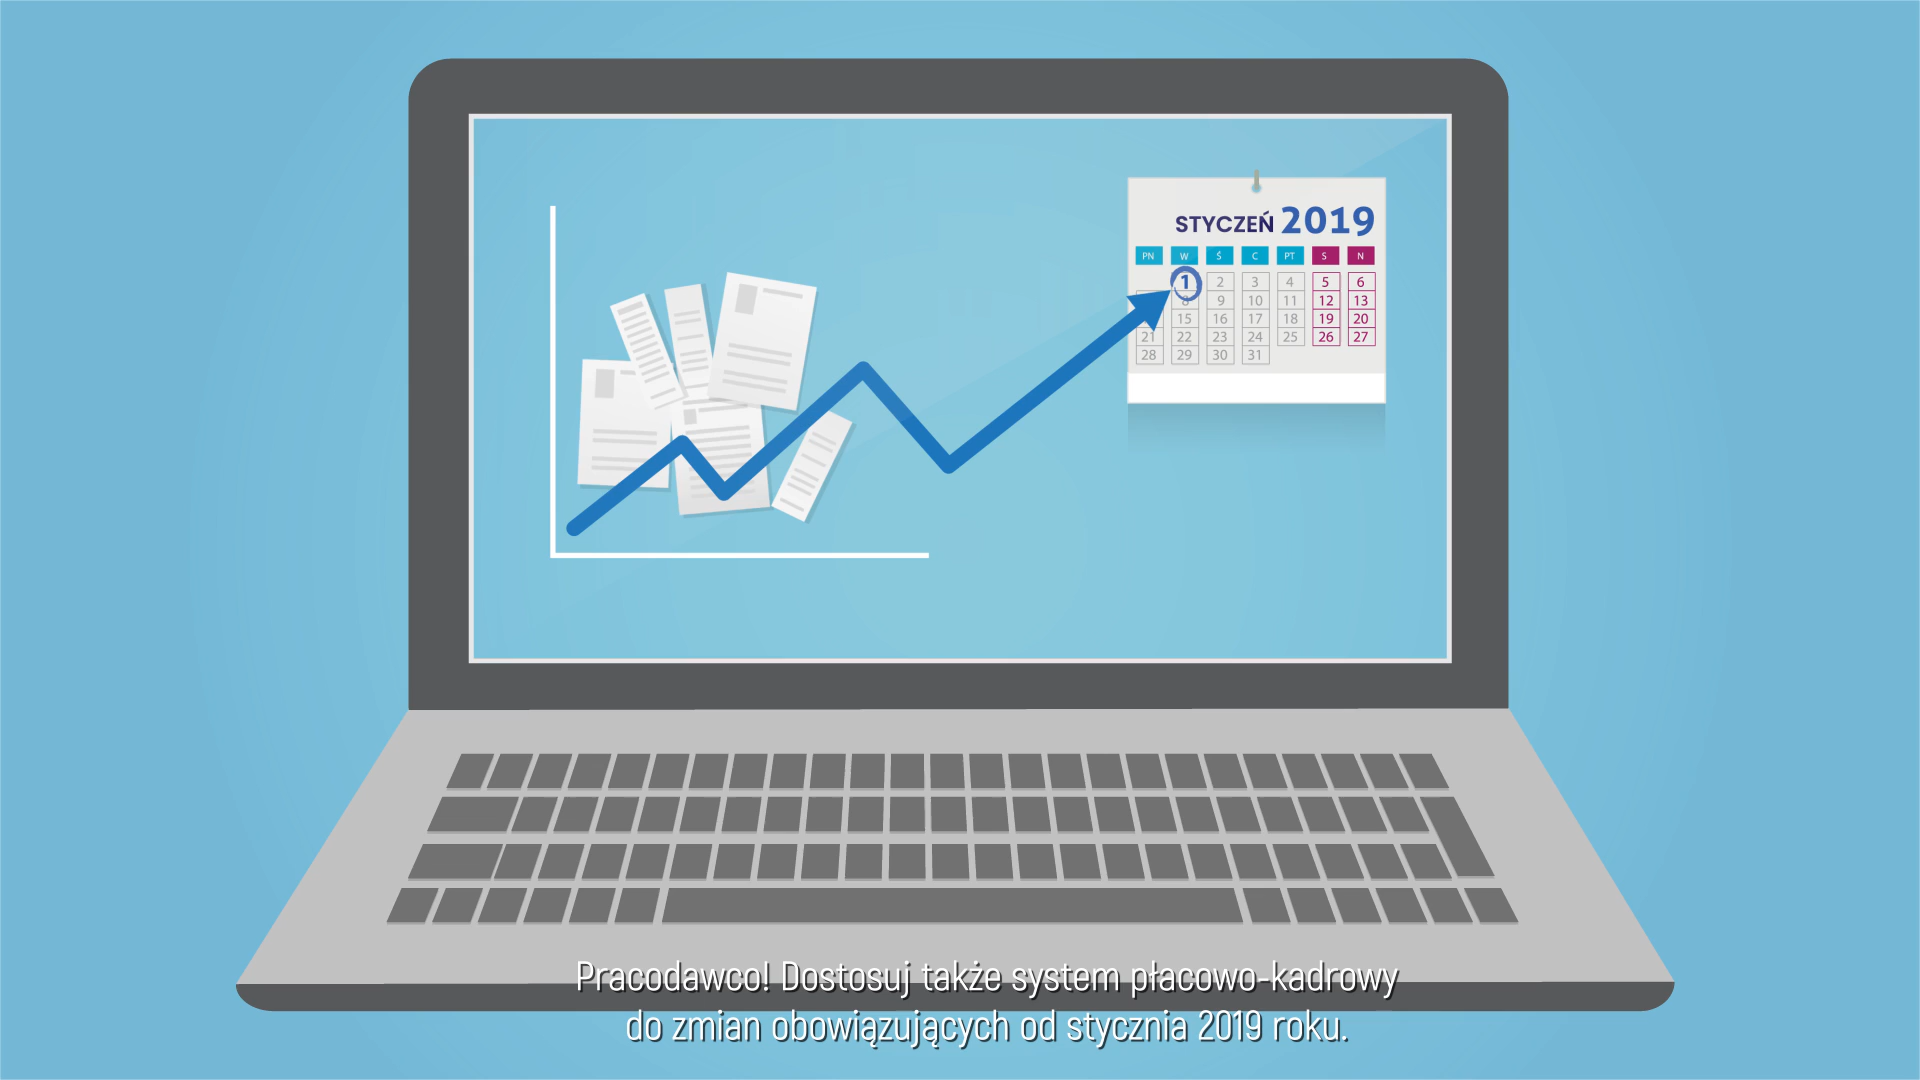 STYCZEŃ 2019
PN W Ś C PT S N
1 2 3 4 5 6
8 9 10 11 12 13
15 16 17 18 19 20
21 22 23 24 25 26 27
28 29 30 31
Pracodawco! Dostosuj także system płacowo-kadrowy
do zmian obowiązujących od stycznia 2019 roku.